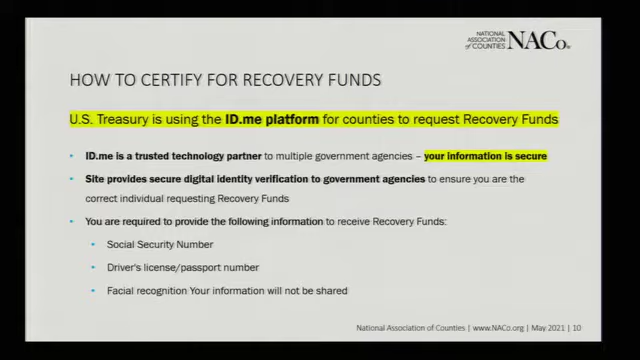 NATIONAL
ASSOCIATION
of COUNTIES
NACo®
HOW TO CERTIFY FOR RECOVERY FUNDS
U.S. Treasury is using the ID.me platform for counties to request Recovery Funds
• ID.me is a trusted technology partner to multiple government agencies – your information is secure
• Site provides secure digital identity verification to government agencies to ensure you are the
correct individual requesting Recovery Funds
• You are required to provide the following information to receive Recovery Funds:
• Social Security Number
• Driver's license/passport number
• Facial recognition Your information will not be shared
National Association of Counties | www.NACo.org | May 2021 | 10